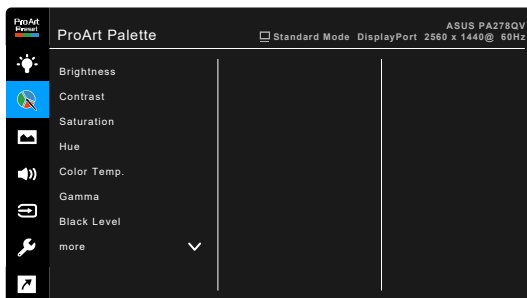 ProArt
Preset
ProArt Palette
ASUS PA278QV
Standard Mode DisplayPort 2560 x 1440@ 60Hz
Brightness
Contrast
Saturation
Hue
Color Temp.
Gamma
Black Level
more